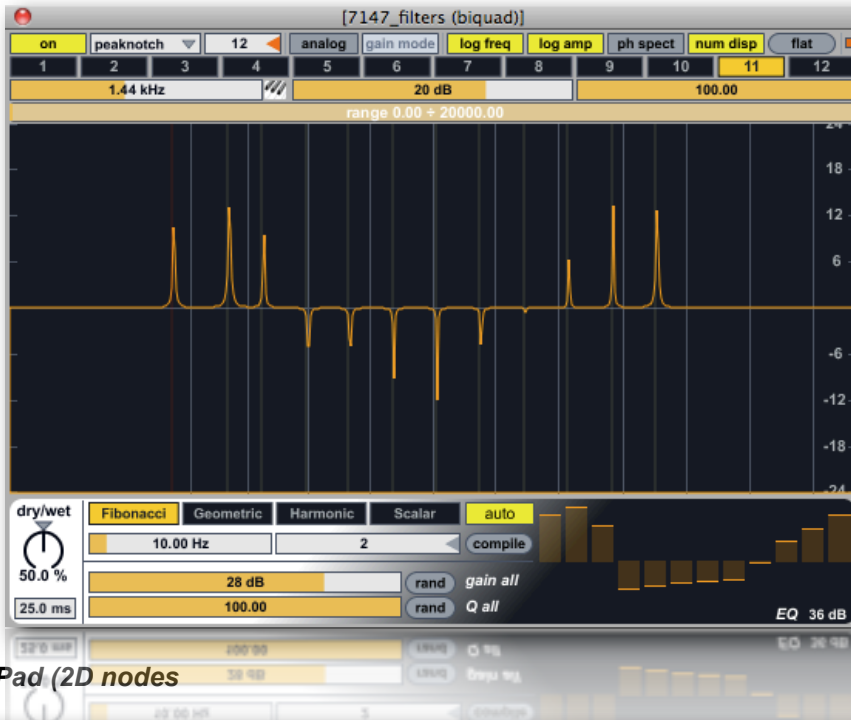 [7147_filters (biquad)]
on peaknotch 12 analog gain mode log freq log amp ph spect num disp flat
1 2 3 4 5 6 7 8 9 10 11 12
1.44 kHz 20 dB 100.00
range 0.00 ÷ 20000.00
24
18
12
6
-6
-12
-18
-24
dry/wet Fibonacci Geometric Harmonic Scalar auto
10.00 Hz 2 compile
50.0 %
28 dB rand gain all
25.0 ms 100.00 rand Q all
EQ 36 dB
Pad (2D nodes